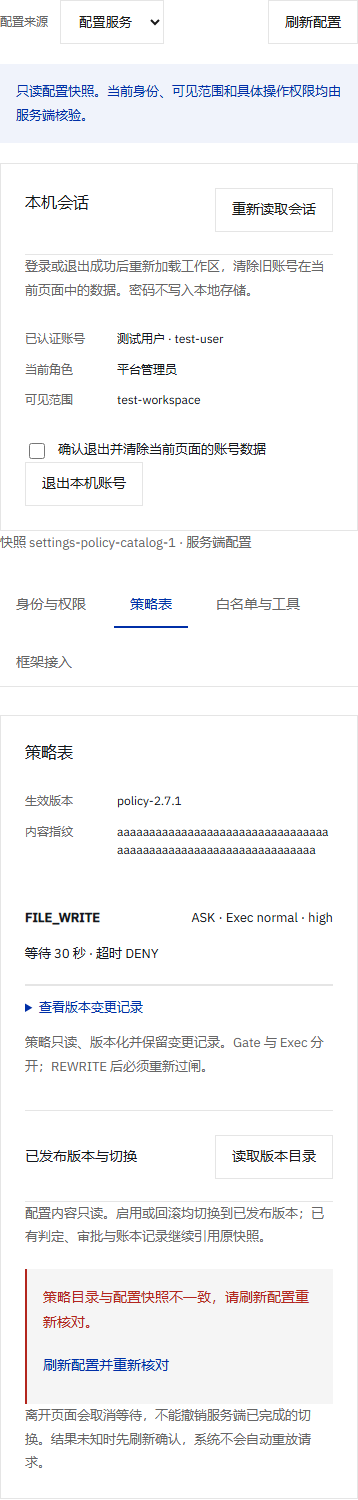 配置来源 配置服务 刷新配置
只读配置快照。当前身份、可见范围和具体操作权限均由
服务端核验。
本机会话 重新读取会话
登录或退出成功后重新加载工作区，清除旧账号在当
前页面中的数据。密码不写入本地存储。
已认证账号 测试用户 · test-user
当前角色 平台管理员
可见范围 test-workspace
确认退出并清除当前页面的账号数据
退出本机账号
快照 settings-policy-catalog-1 · 服务端配置
身份与权限 策略表 白名单与工具
框架接入
策略表
生效版本 policy-2.7.1
内容指纹 aaaaaaaaaaaaaaaaaaaaaaaaaaaaaaaaa
aaaaaaaaaaaaaaaaaaaaaaaaaaaaaaa
FILE_WRITE ASK · Exec normal · high
等待 30 秒 · 超时 DENY
查看版本变更记录
策略只读、版本化并保留变更记录。Gate 与 Exec 分
开；REWRITE 后必须重新过闸。
已发布版本与切换 读取版本目录
配置内容只读。启用或回滚均切换到已发布版本；已
有判定、审批与账本记录继续引用原快照。
策略目录与配置快照不一致，请刷新配置重
新核对。
刷新配置并重新核对
离开页面会取消等待，不能撤销服务端已完成的切
换。结果未知时先刷新确认，系统不会自动重放请
求。